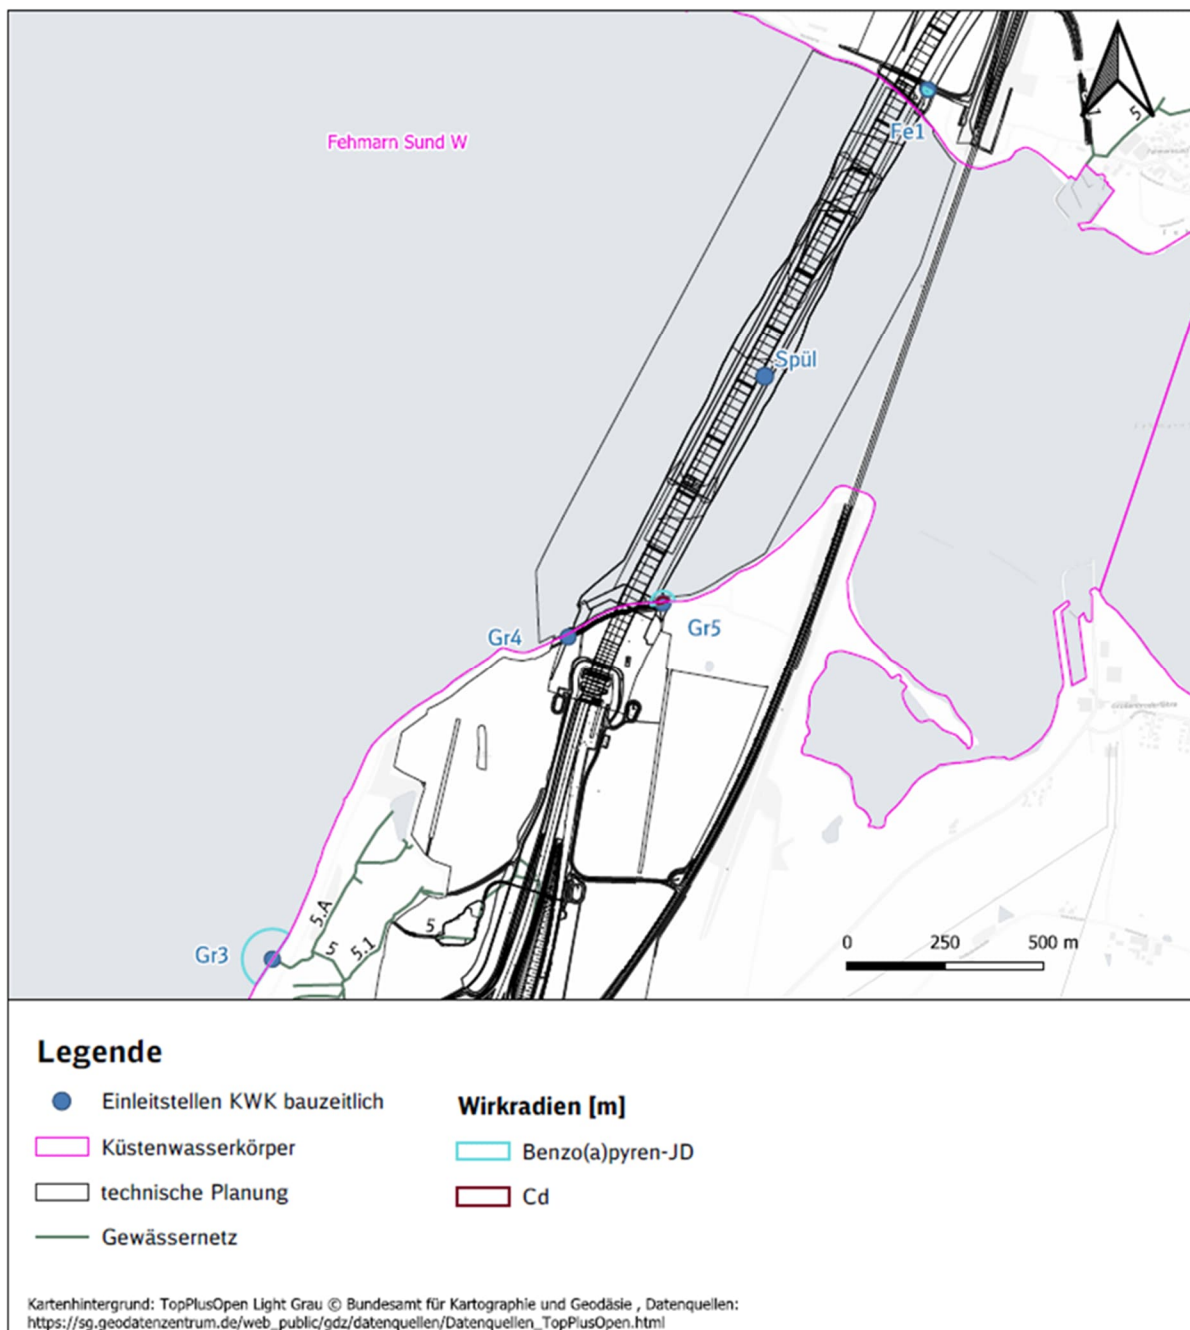 Fehmarn Sund W
Fe1
5
Spül
Gr4
Gr5
5.A
5
5.1
5
Gr3
0 250 500 m
Legende
Einleitstellen KWK bauzeitlich
Küstenwasserkörper
technische Planung
Gewässernetz
Wirkradien [m]
Benzo(a)pyren-JD
Cd
Kartenhintergrund: TopPlusOpen Light Grau © Bundesamt für Kartographie und Geodäsie , Datenquellen:
https://sg.geodatenzentrum.de/web_public/gdz/datenquellen/Datenquellen_TopPlusOpen.html